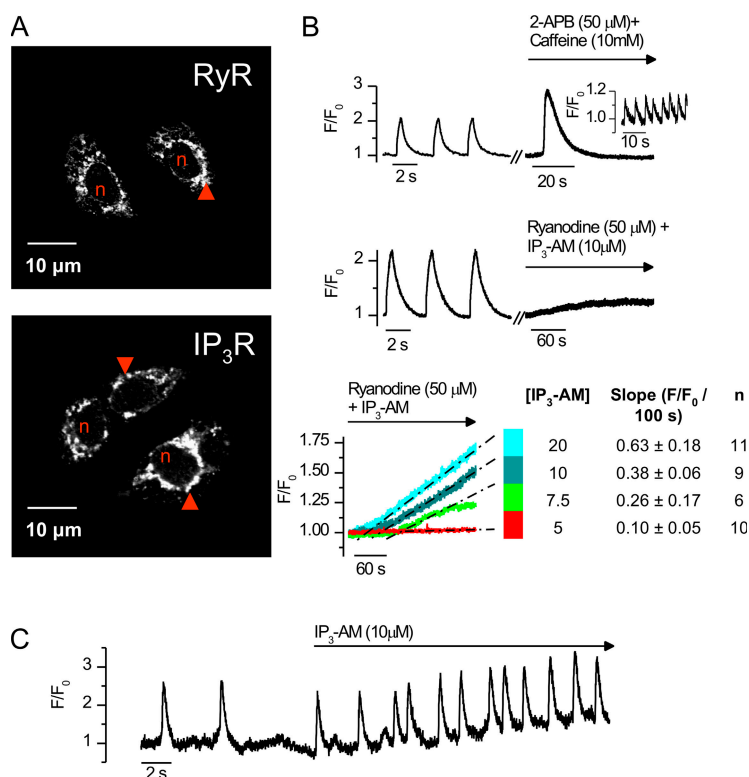 A
RyR
n
n
10 µm
IP3R
n
n
10 µm
B
2-APB (50 µM)+
Caffeine (10mM)
F/F0
3
2
1
2 s
20 s
F/F0
1.2
1.0
10 s
Ryanodine (50 µM) +
IP3-AM (10µM)
F/F0
2
1
2 s
60 s
Ryanodine (50 µM)
+ IP3-AM
F/F0
1.75
1.50
1.25
1.00
60 s
[IP3-AM] Slope (F/F0 / n
100 s)
20 0.63 ± 0.18 11
10 0.38 ± 0.06 9
7.5 0.26 ± 0.17 6
5 0.10 ± 0.05 10
C
IP3-AM (10µM)
F/F0
3
2
1
2 s